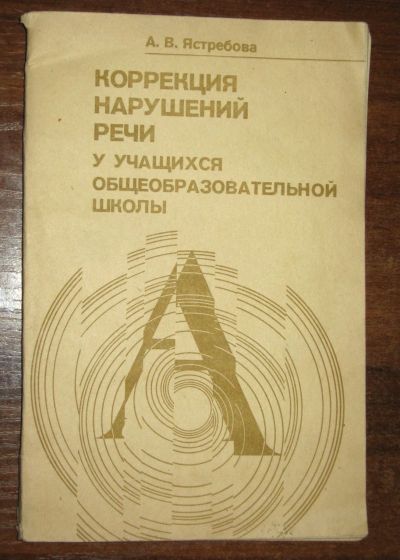 А. В. Ястребова
КОРРЕКЦИЯ
НАРУШЕНИЙ
РЕЧИ
У УЧАЩИХСЯ
ОБЩЕОБРАЗОВАТЕЛЬНОЙ
ШКОЛЫ
А